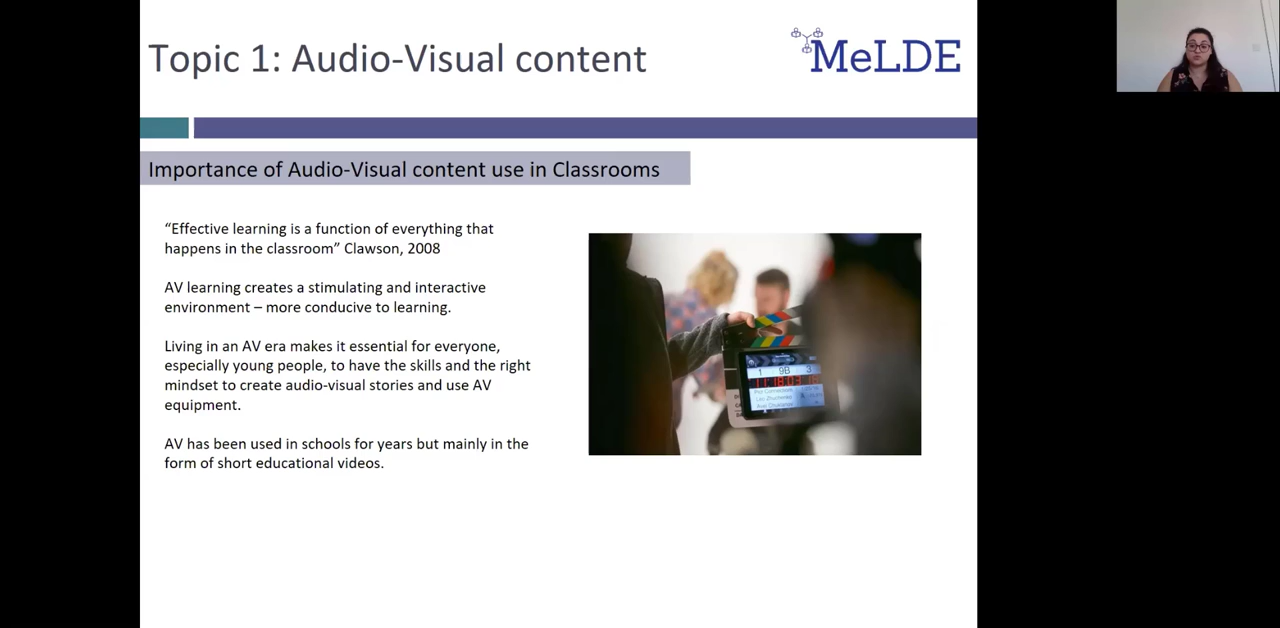 Topic 1: Audio-Visual content
MeLDE
Importance of Audio-Visual content use in Classrooms
“Effective learning is a function of everything that
happens in the classroom” Clawson, 2008
AV learning creates a stimulating and interactive
environment – more conducive to learning.
Living in an AV era makes it essential for everyone,
especially young people, to have the skills and the right
mindset to create audio-visual stories and use AV
equipment.
AV has been used in schools for years but mainly in the
form of short educational videos.
1 9B 3